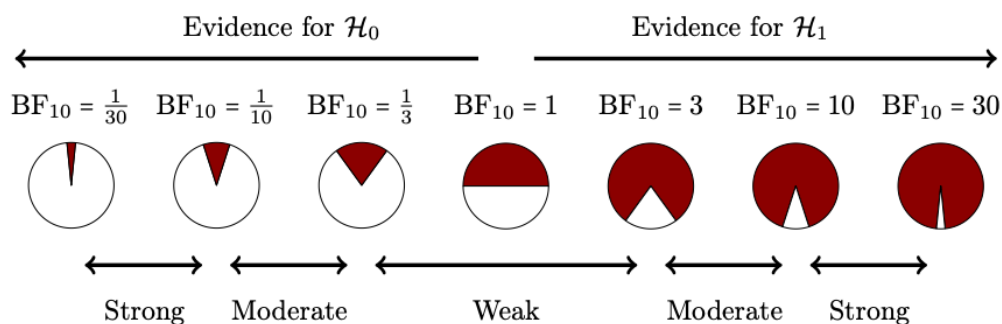 Evidence for ℋ₀ Evidence for ℋ₁
BF₁₀ = 1/30 BF₁₀ = 1/10 BF₁₀ = 1/3 BF₁₀ = 1 BF₁₀ = 3 BF₁₀ = 10 BF₁₀ = 30
Strong Moderate Weak Moderate Strong